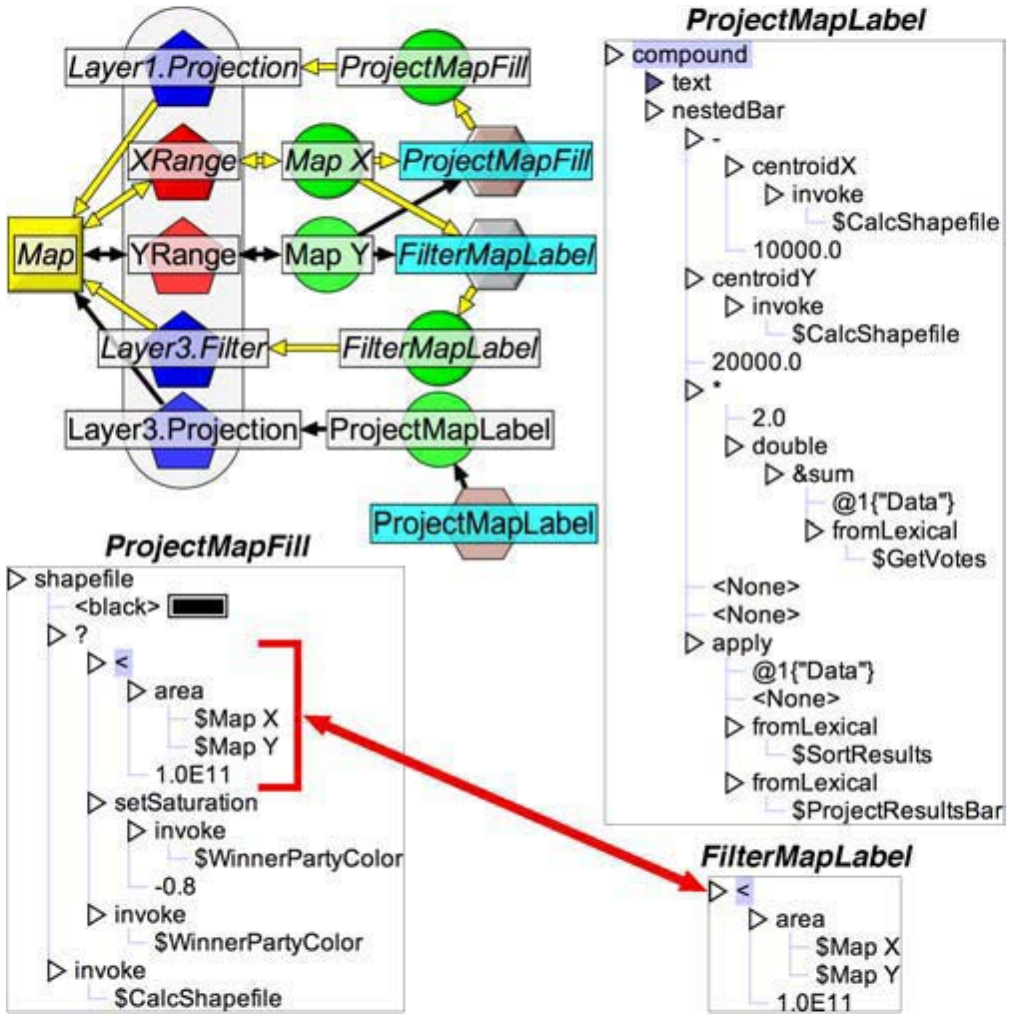 Layer1.Projection
ProjectMapFill
XRange
Map X
ProjectMapFill
Map
YRange
Map Y
FilterMapLabel
Layer3.Filter
FilterMapLabel
Layer3.Projection
ProjectMapLabel
ProjectMapLabel
ProjectMapLabel
compound
text
nestedBar
-
centroidX
invoke
$CalcShapefile
10000.0
centroidY
invoke
$CalcShapefile
20000.0
*
2.0
double
&sum
@1{"Data"}
fromLexical
$GetVotes
<None>
<None>
apply
@1{"Data"}
<None>
fromLexical
$SortResults
fromLexical
$ProjectResultsBar
ProjectMapFill
shapefile
<black>
?
<
area
$Map X
$Map Y
1.0E11
setSaturation
invoke
$WinnerPartyColor
-0.8
invoke
$WinnerPartyColor
invoke
$CalcShapefile
FilterMapLabel
<
area
$Map X
$Map Y
1.0E11